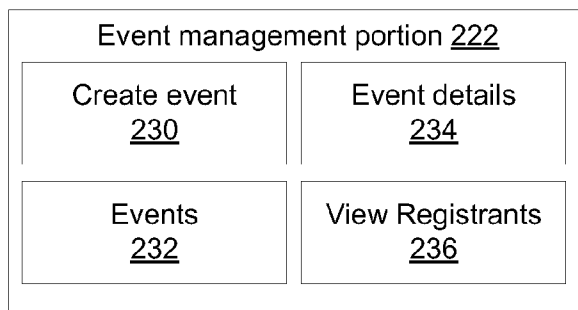 Event management portion 222
Create event
230
Event details
234
Events
232
View Registrants
236